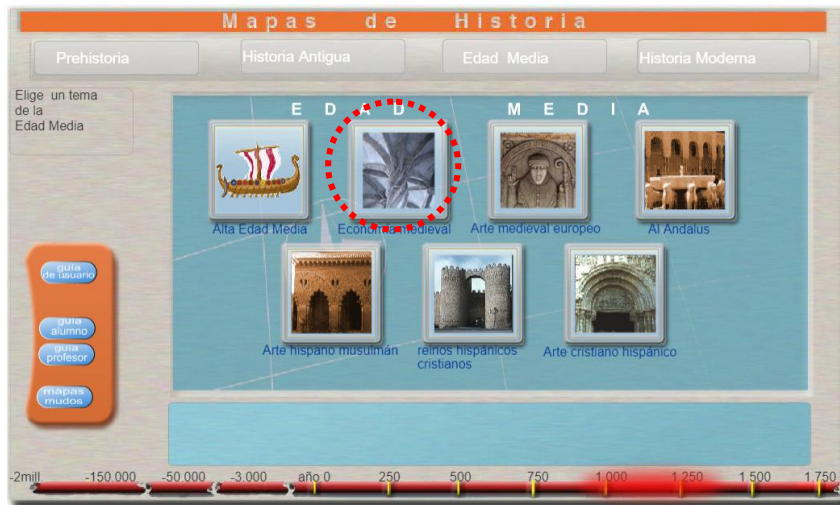 Mapas de Historia
Prehistoria
Historia Antigua
Edad Media
Historia Moderna
Elige un tema
de la
Edad Media
EDAD MEDIA
Alta Edad Media
Economía medieval
Arte medieval europeo
Al Andalus
Arte hispano musulmán
reinos hispánicos
cristianos
Arte cristiano hispánico
guía
de usuario
guía
alumno
guía
profesor
mapas
mudos
-2mill. -150.000 -50.000 -3.000 año 0 250 500 750 1.000 1.250 1.500 1.750